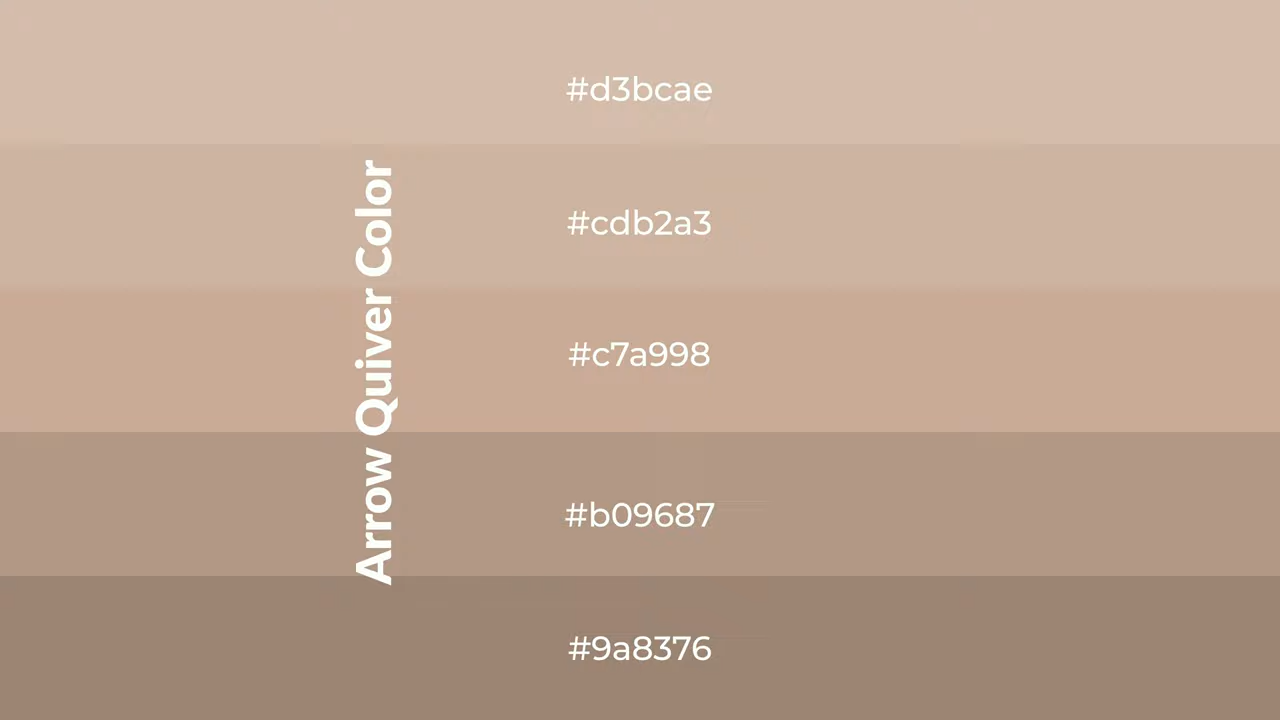 Arrow Quiver Color
#d3bcae
#cdb2a3
#c7a998
#b09687
#9a8376